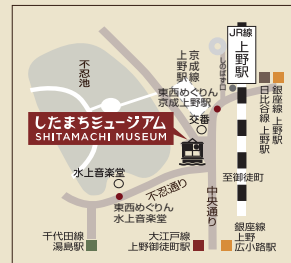 JR線
上野駅
不忍池
京成線
上野駅
しのばず口
銀座線 上野駅
日比谷線 上野駅
東西めぐりん
京成上野駅
交番
したまちミュージアム
SHITAMACHI MUSEUM
水上音楽堂
不忍通り
中央通り
至御徒町
東西めぐりん
水上音楽堂
千代田線
湯島駅
大江戸線
上野御徒町駅
銀座線
上野
広小路駅